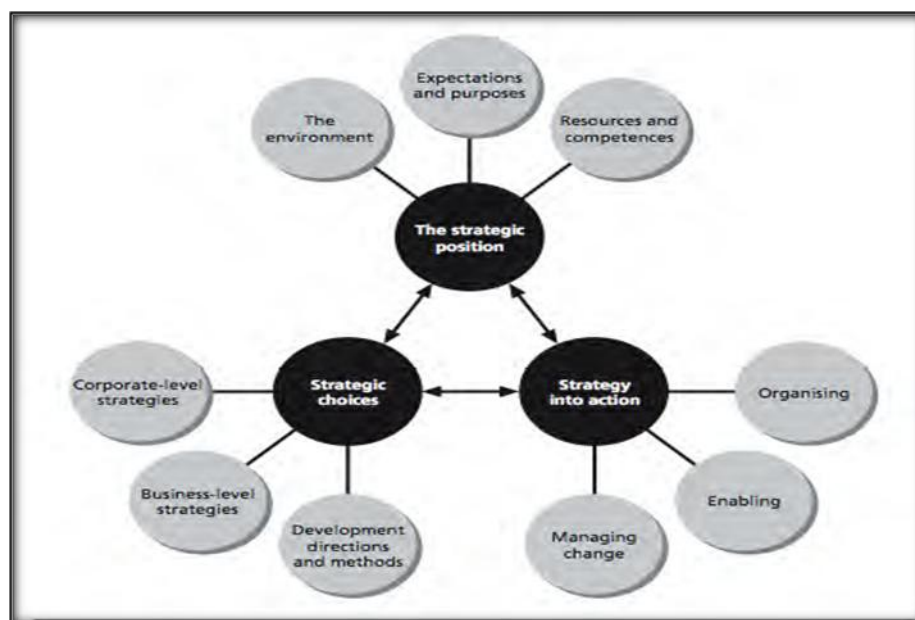 Expectations
and purposes
The
environment
Resources and
competences
The strategic
position
Strategic
choices
Strategy
into action
Corporate-level
strategies
Organising
Business-level
strategies
Enabling
Development
directions
and methods
Managing
change